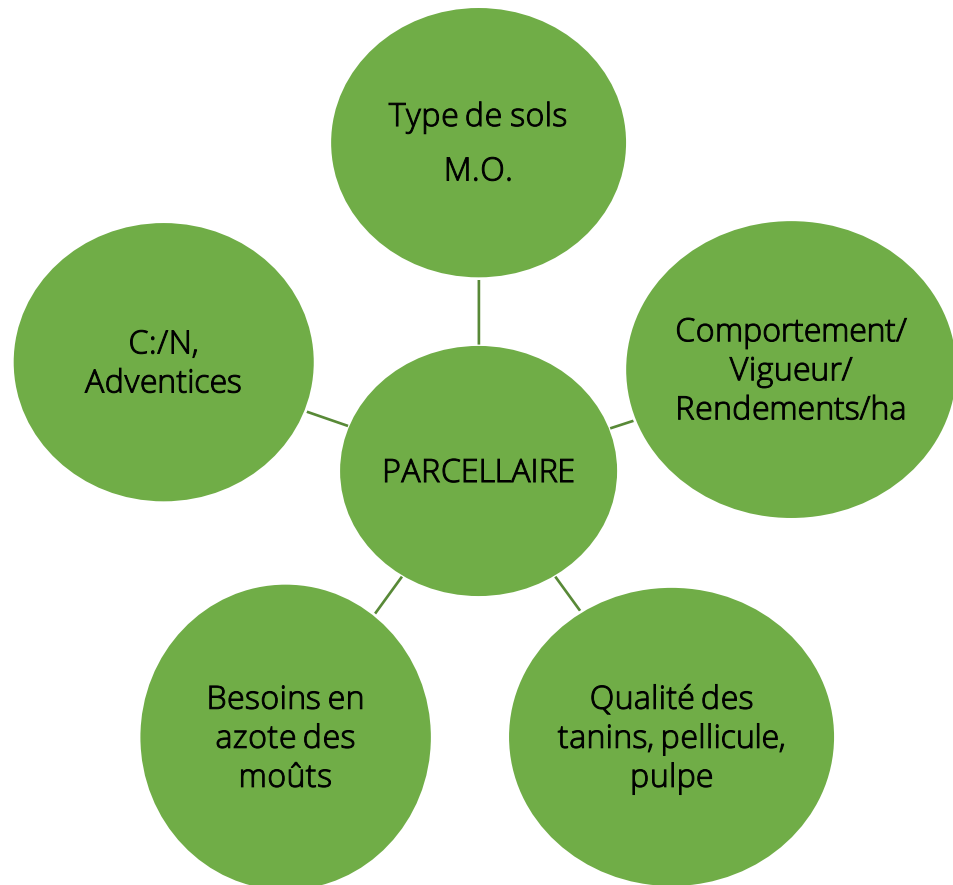 Type de sols
M.O.
Comportement/
Vigueur/
Rendements/ha
C:/N,
Adventices
PARCELLAIRE
Besoins en
azote des
moûts
Qualité des
tanins, pellicule,
pulpe